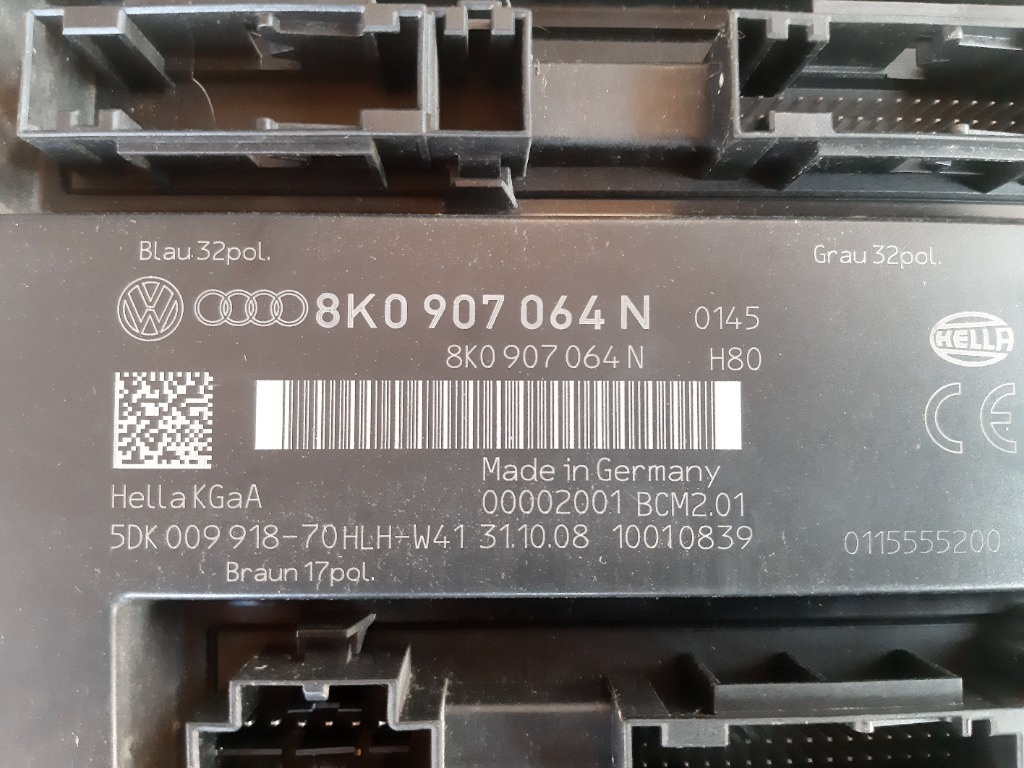 Blau 32pol.
Grau 32pol.
8K0 907 064 N 0145
8K0 907 064 N H80
HELLA
CE
Made in Germany
Hella KGaA 00002001 BCM2.01
5DK 009 918-70 HLH-W41 31.10.08 10010839 0115555200
Braun 17pol.